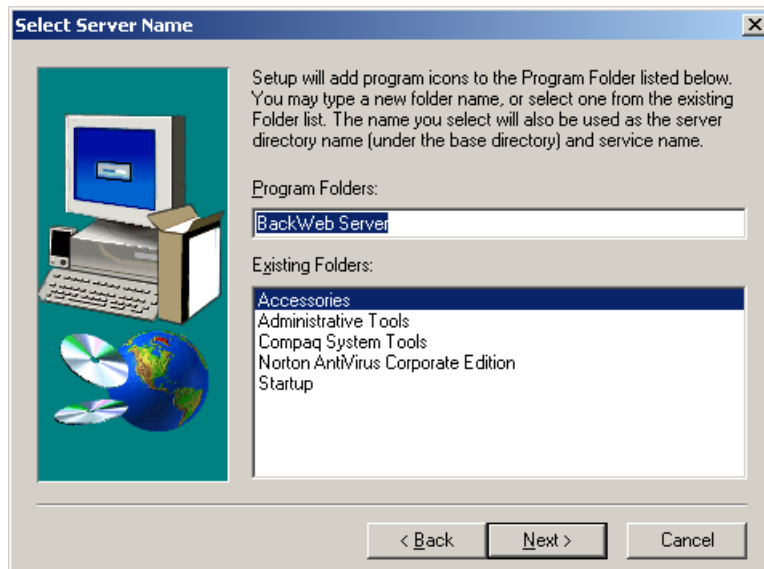 Select Server Name
Setup will add program icons to the Program Folder listed below.
You may type a new folder name, or select one from the existing
Folder list. The name you select will also be used as the server
directory name (under the base directory) and service name.
Program Folders:
BackWeb Server
Existing Folders:
Accessories
Administrative Tools
Compaq System Tools
Norton AntiVirus Corporate Edition
Startup
< Back
Next >
Cancel